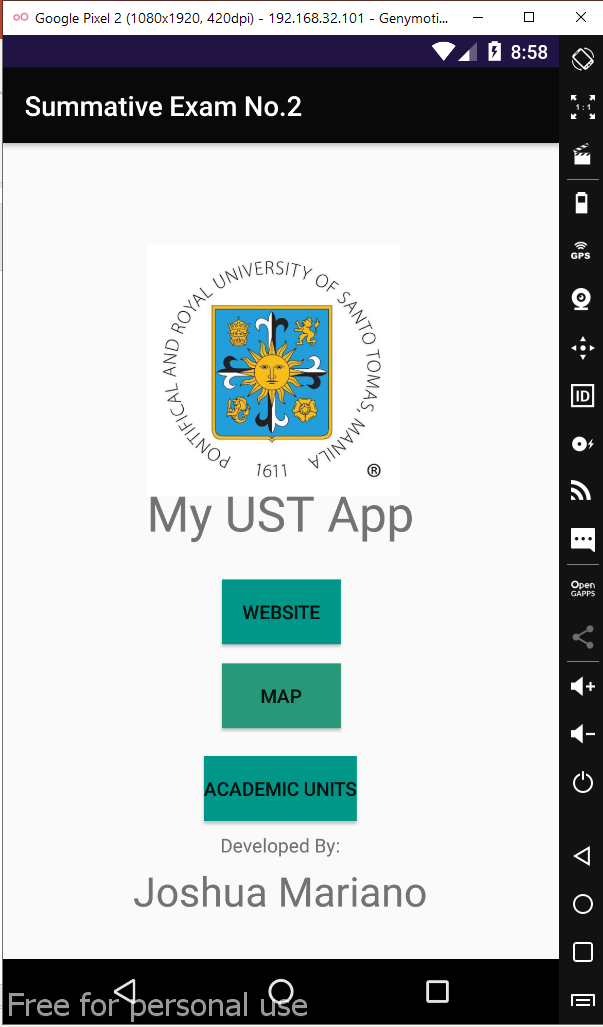 Google Pixel 2 (1080x1920, 420dpi) - 192.168.32.101 - Genymoti...
8:58
Summative Exam No.2
1 : 1
GPS
PONTIFICAL AND ROYAL UNIVERSITY OF SANTO TOMAS, MANILA
1611
®
ID
My UST App
WEBSITE
Open
GAPPS
MAP
ACADEMIC UNITS
Developed By:
Joshua Mariano
Free for personal use